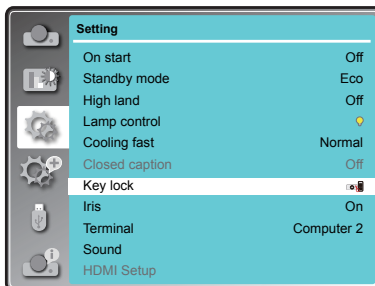 Setting
On start Off
Standby mode Eco
High land Off
Lamp control
Cooling fast Normal
Closed caption Off
Key lock
Iris On
Terminal Computer 2
Sound
HDMI Setup